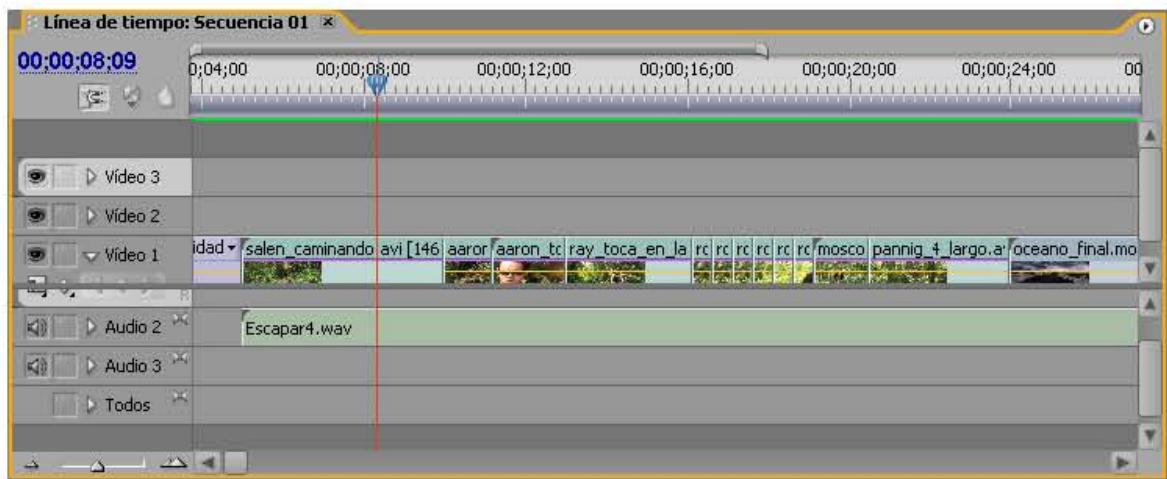 Línea de tiempo: Secuencia 01
00;00;08;09
0;04;00 00;00;08;00 00;00;12;00 00;00;16;00 00;00;20;00 00;00;24;00 00
Vídeo 3
Vídeo 2
Vídeo 1
idad salen_caminando avi [146 aaror aaron_tc ray_toca_en_la rc rc rc rc rc rc mosco pannig_4_largo.a oceano_final.mo
Audio 2 Escapar4.wav
Audio 3
Todos